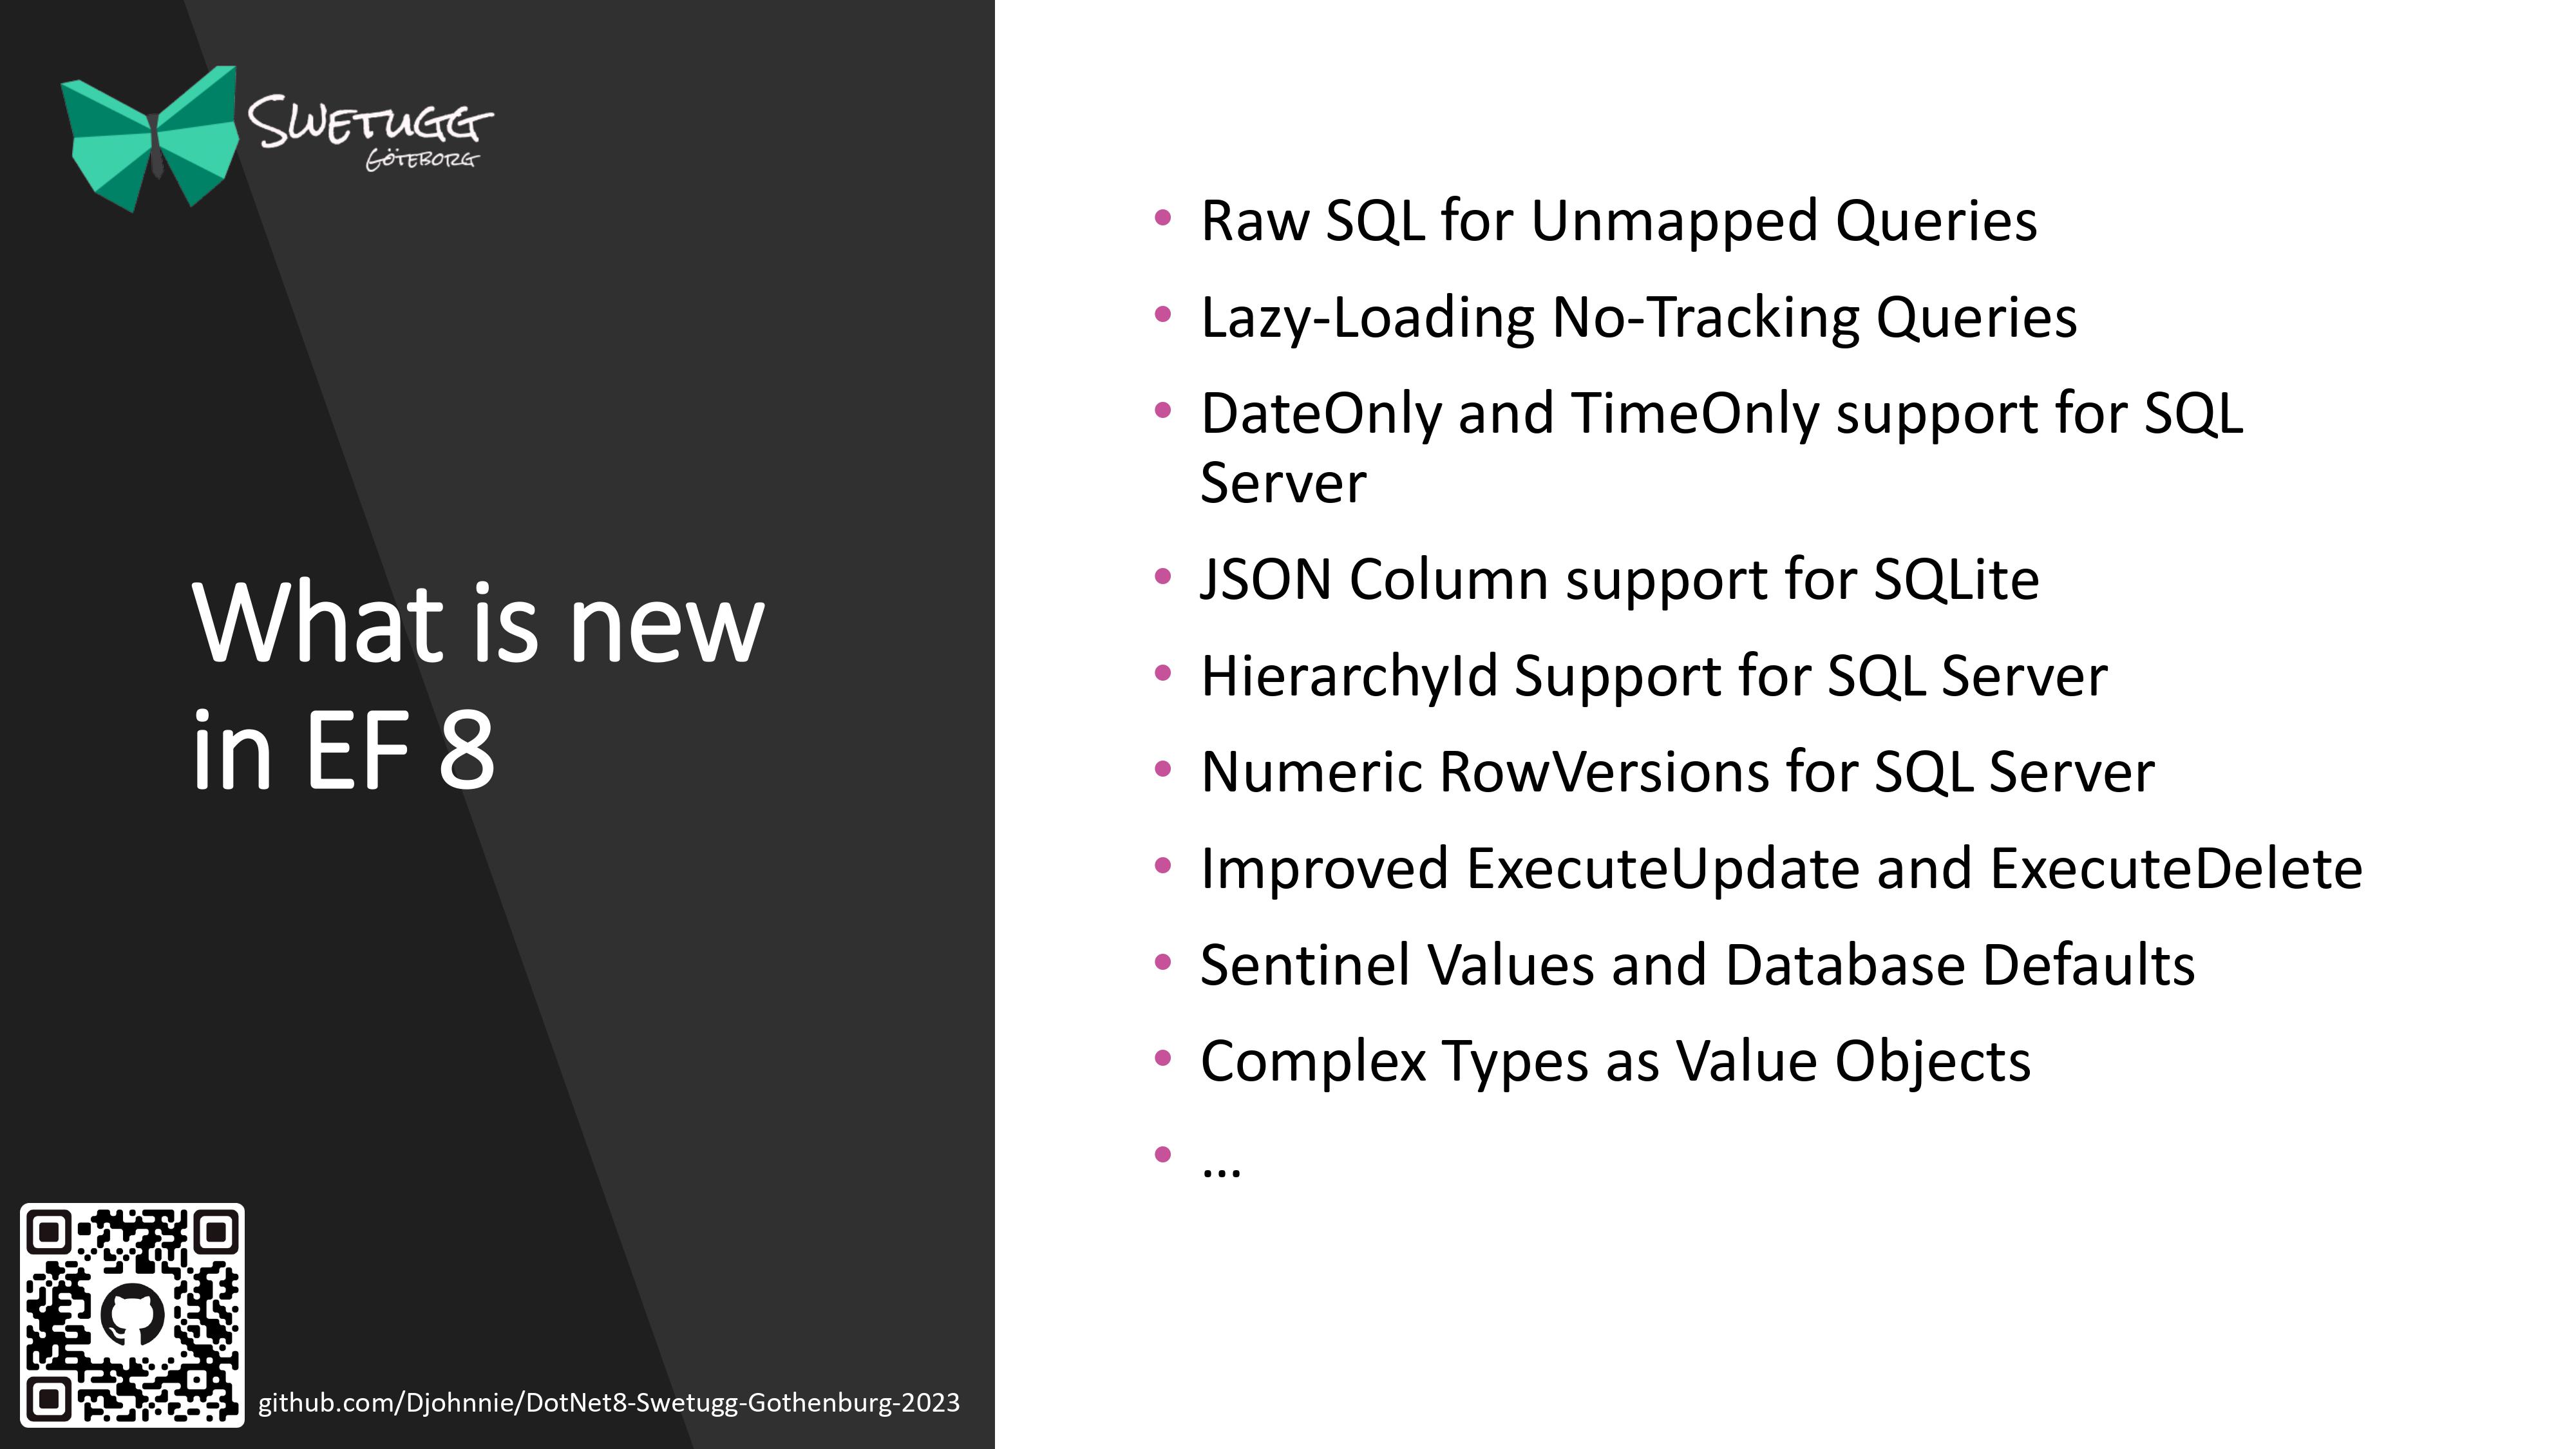 SWETUGG
GÖTEBORG
What is new
in EF 8
github.com/Djohnnie/DotNet8-Swetugg-Gothenburg-2023
• Raw SQL for Unmapped Queries
• Lazy-Loading No-Tracking Queries
• DateOnly and TimeOnly support for SQL
Server
• JSON Column support for SQLite
• HierarchyId Support for SQL Server
• Numeric RowVersions for SQL Server
• Improved ExecuteUpdate and ExecuteDelete
• Sentinel Values and Database Defaults
• Complex Types as Value Objects
• …